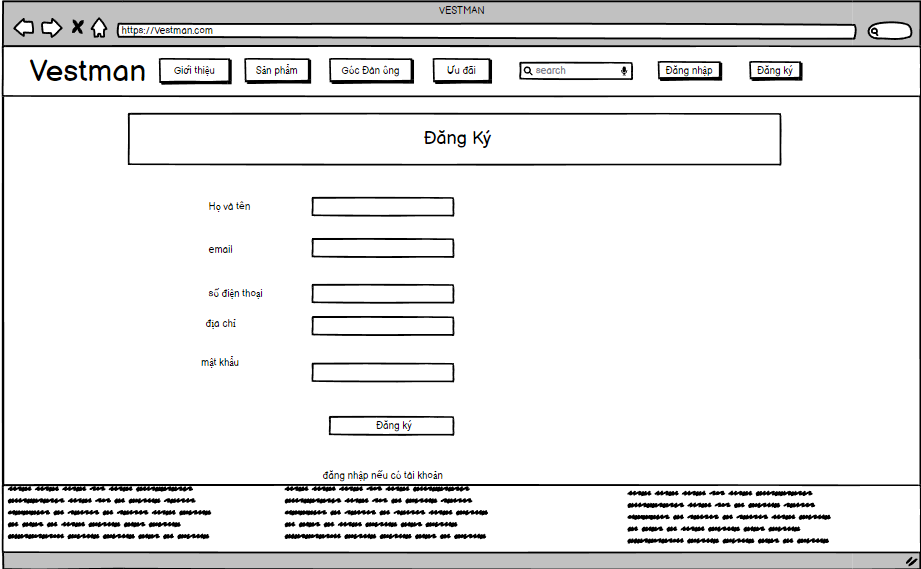 VESTMAN
https://Vestman.com
Vestman Giới thiệu Sản phẩm Góc Đàn ông Ưu đãi search Đăng nhập Đăng ký
Đăng Ký
Họ và tên
email
số điện thoại
địa chỉ
mật khẩu
Đăng ký
đăng nhập nếu có tài khoản